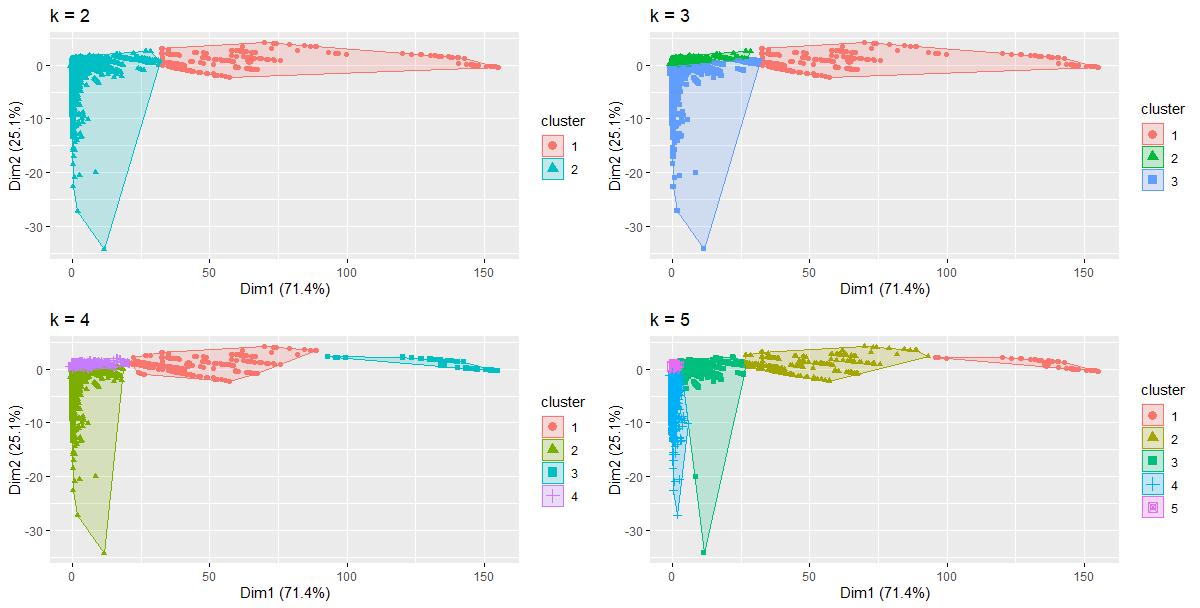 k = 2
0
-10
-20
-30
Dim2 (25.1%)
0
50
100
150
Dim1 (71.4%)
cluster
1
2
k = 3
0
-10
-20
-30
Dim2 (25.1%)
0
50
100
150
Dim1 (71.4%)
cluster
1
2
3
k = 4
0
-10
-20
-30
Dim2 (25.1%)
0
50
100
150
Dim1 (71.4%)
cluster
1
2
3
4
k = 5
0
-10
-20
-30
Dim2 (25.1%)
0
50
100
150
Dim1 (71.4%)
cluster
1
2
3
4
5